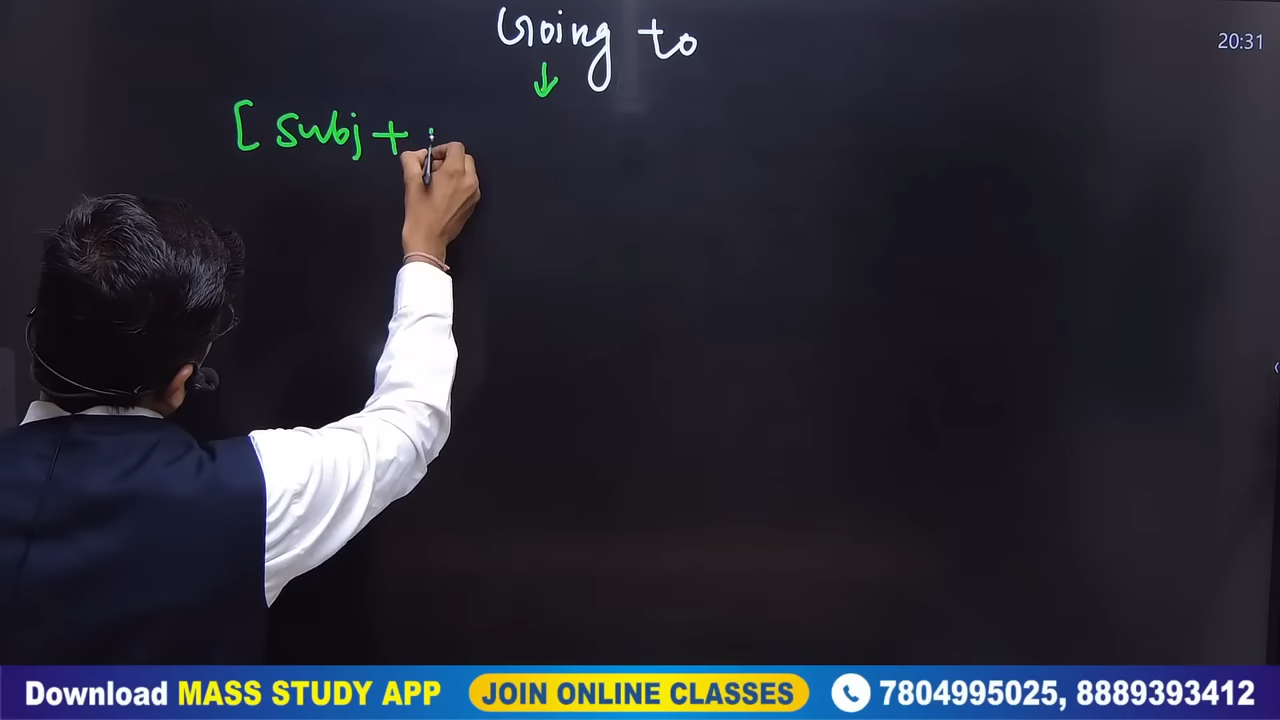 Going to
20:31
↓
[ Subj +
Download MASS STUDY APP JOIN ONLINE CLASSES 7804995025, 8889393412